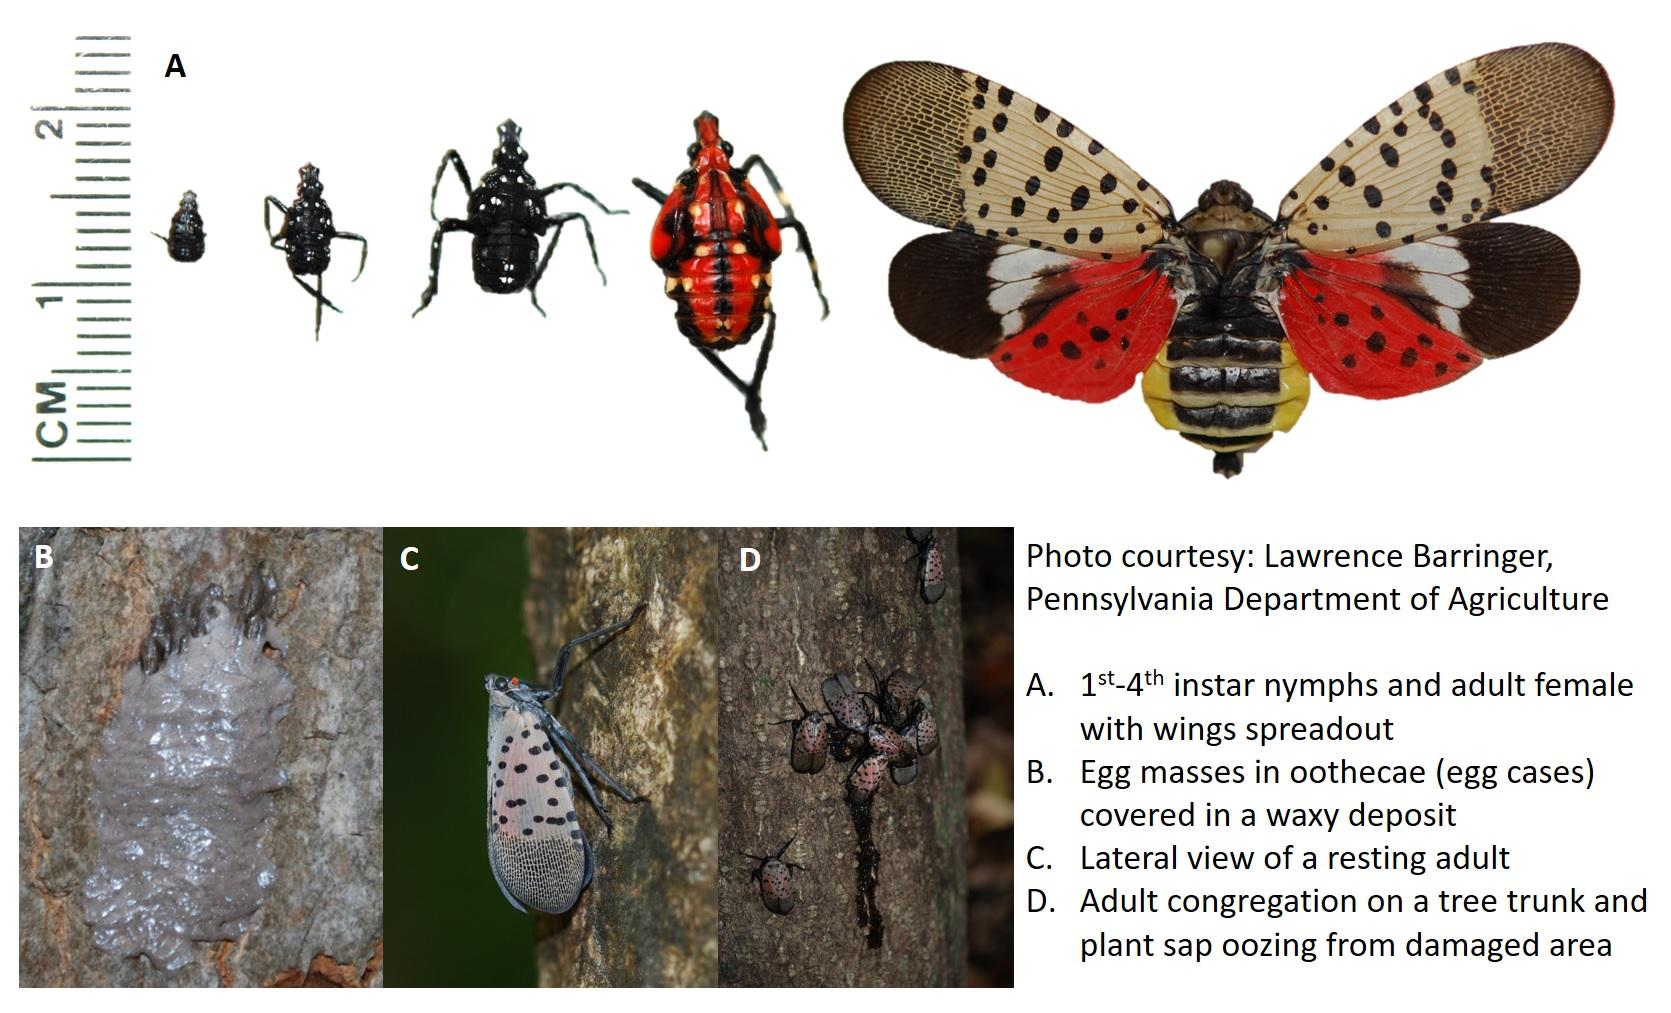 A
2
1
CM
B
C
D
Photo courtesy: Lawrence Barringer,
Pennsylvania Department of Agriculture
A. 1st-4th instar nymphs and adult female
with wings spreadout
B. Egg masses in oothecae (egg cases)
covered in a waxy deposit
C. Lateral view of a resting adult
D. Adult congregation on a tree trunk and
plant sap oozing from damaged area